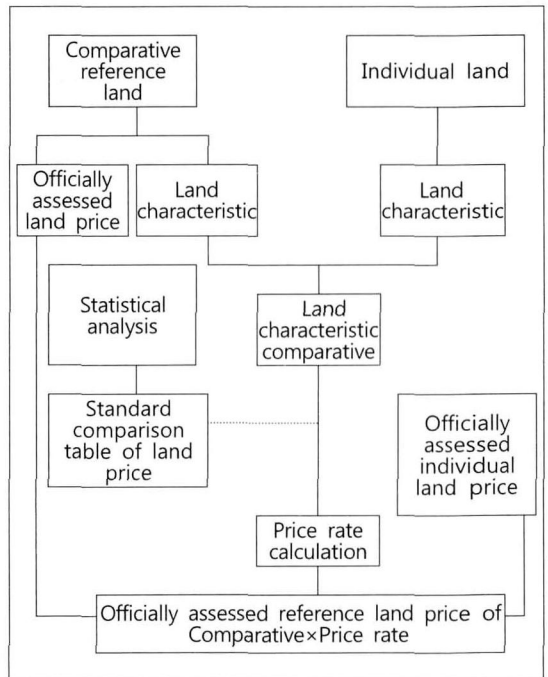 Comparative
reference
land
Individual land
Officially
assessed
land price
Land
characteristic
Land
characteristic
Statistical
analysis
Land
characteristic
comparative
Standard
comparison
table of land
price
Officially
assessed
individual
land price
Price rate
calculation
Officially assessed reference land price of
Comparative×Price rate